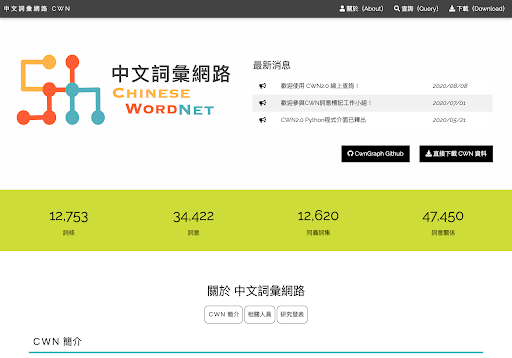 中文詞彙網路 CWN
關於 (About)
查詢 (Query)
下載 (Download)
中文詞彙網路
CHINESE
WORDNET
最新消息
歡迎使用 CWN2.0 線上查詢！ 2020/08/08
歡迎參與CWN詞意標記工作小組！ 2020/07/01
CWN2.0 Python程式介面已釋出 2020/05/21
CwnGraph Github
直接下載 CWN 資料
12,753 34,422 12,620 47,450
詞條 詞意 同義詞集 詞意關係
關於 中文詞彙網路
CWN 簡介 相關人員 研究發表
CWN 簡介